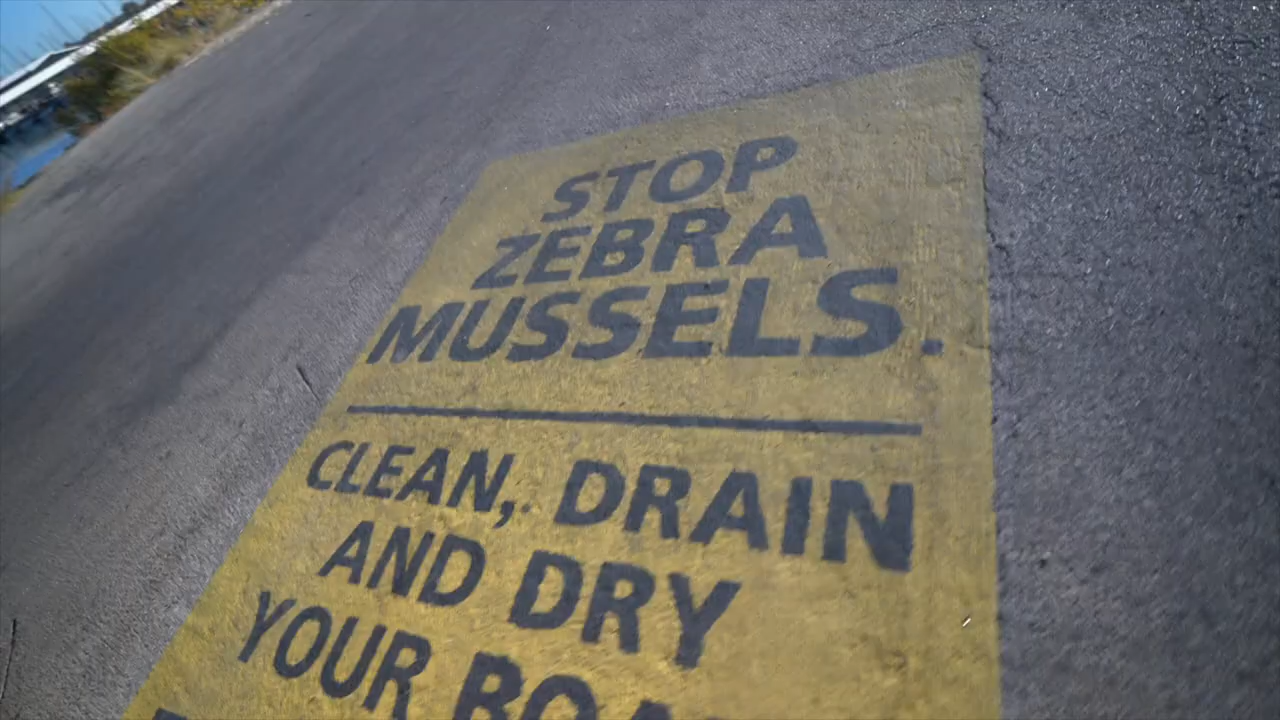 STOP
ZEBRA
MUSSELS.
CLEAN, DRAIN
AND DRY
YOUR